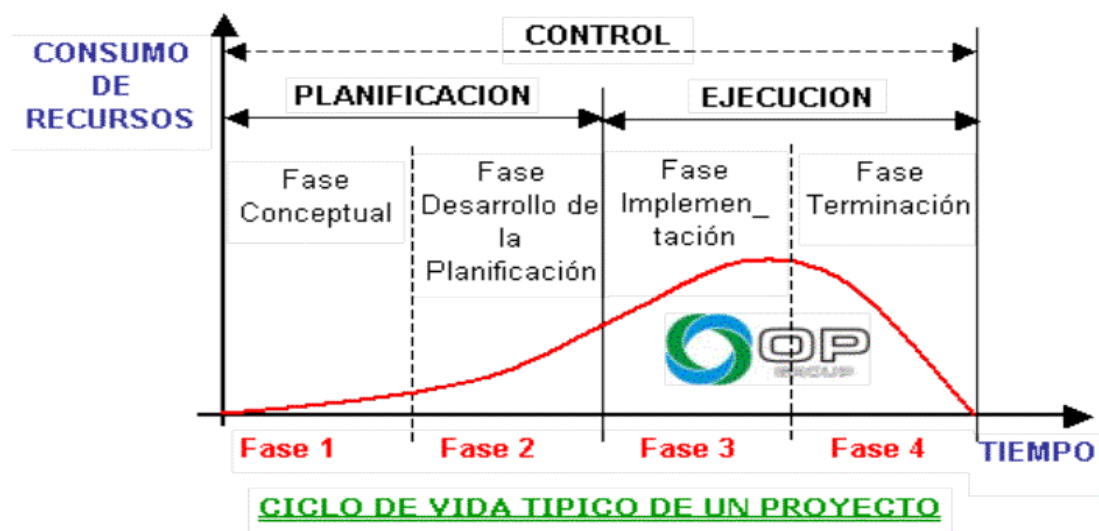 CONSUMO
DE
RECURSOS
CONTROL
PLANIFICACION
EJECUCION
Fase
Conceptual
Fase
Desarrollo de
la
Planificación
Fase
Implemen_
tación
Fase
Terminación
OP
GROUP
Fase 1
Fase 2
Fase 3
Fase 4
TIEMPO
CICLO DE VIDA TIPICO DE UN PROYECTO